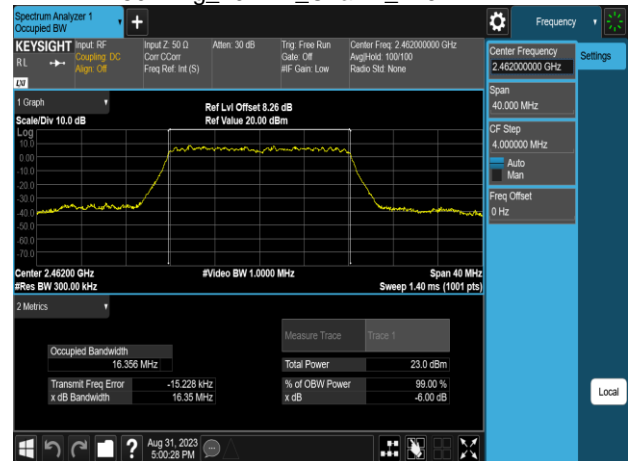 Spectrum Analyzer 1
Occupied BW
Frequency
KEYSIGHT
RL
LXI
Input: RF
Coupling: DC
Align: Off
Input Z: 50 Ω
Corr CCorr
Freq Ref: Int (S)
Atten: 30 dB
Trig: Free Run
Gate: Off
#IF Gain: Low
Center Freq: 2.462000000 GHz
Avg|Hold: 100/100
Radio Std: None
Center Frequency
2.462000000 GHz
Settings
Span
40.000 MHz
CF Step
4.000000 MHz
Auto
Man
Freq Offset
0 Hz
1 Graph
Scale/Div 10.0 dB
Ref Lvl Offset 8.26 dB
Ref Value 20.00 dBm
Log
10.0
0.00
-10.0
-20.0
-30.0
-40.0
-50.0
-60.0
-70.0
Center 2.46200 GHz
#Video BW 1.0000 MHz
Span 40 MHz
#Res BW 300.00 kHz
Sweep 1.40 ms (1001 pts)
2 Metrics
Measure Trace Trace 1
Occupied Bandwidth
16.356 MHz
Total Power 23.0 dBm
Transmit Freq Error -15.228 kHz
% of OBW Power 99.00 %
x dB Bandwidth 16.35 MHz
x dB -6.00 dB
Local
Aug 31, 2023
5:00:28 PM